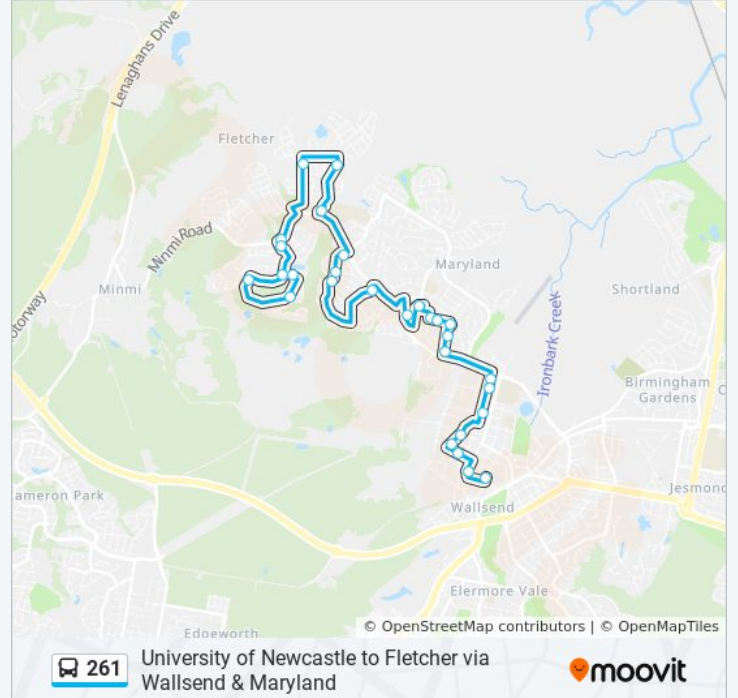 Lenaghans Drive
Fletcher
Minmi Road
Maryland
Minmi
Shortland
otorway
Ironbark Creek
Birmingham
Gardens
C
ameron Park
Jesmond
Wallsend
Elermore Vale
Edgeworth
© OpenStreetMap contributors | © OpenMapTiles
261
University of Newcastle to Fletcher via
Wallsend & Maryland
moovit